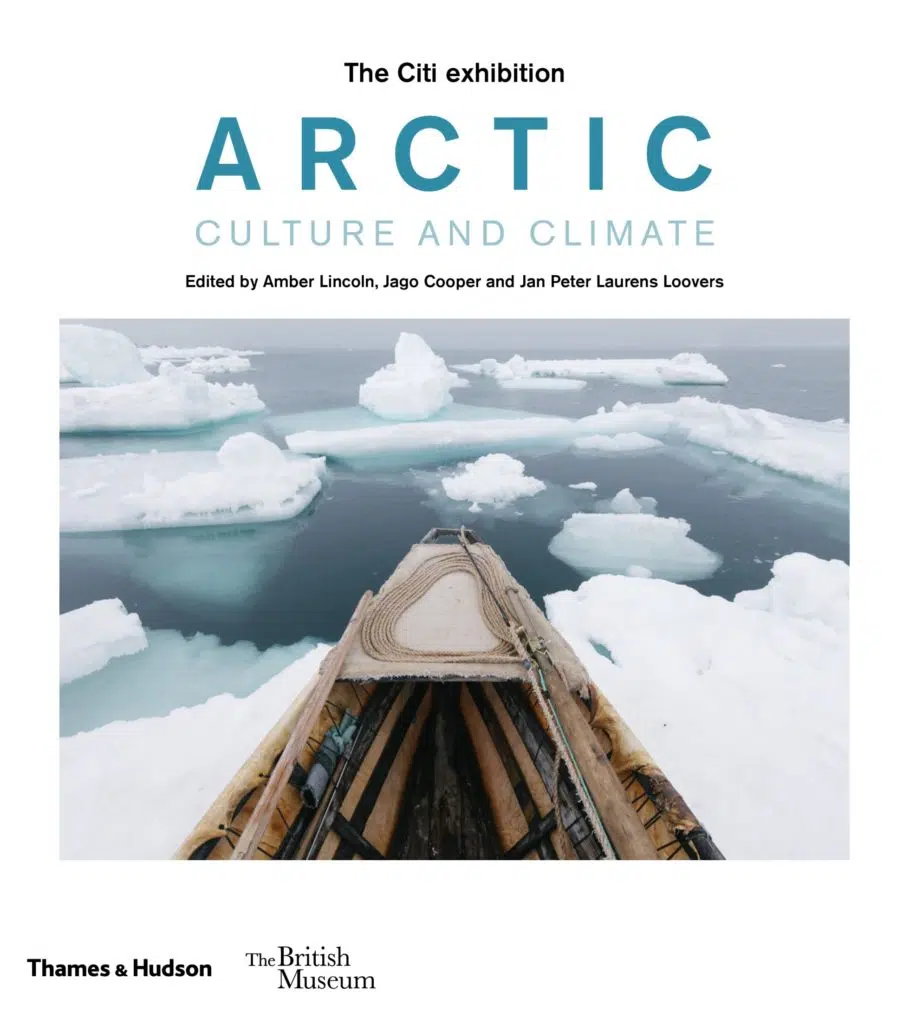 The Citi exhibition
ARCTIC
CULTURE AND CLIMATE
Edited by Amber Lincoln, Jago Cooper and Jan Peter Laurens Loovers
Thames & Hudson
The British
Museum